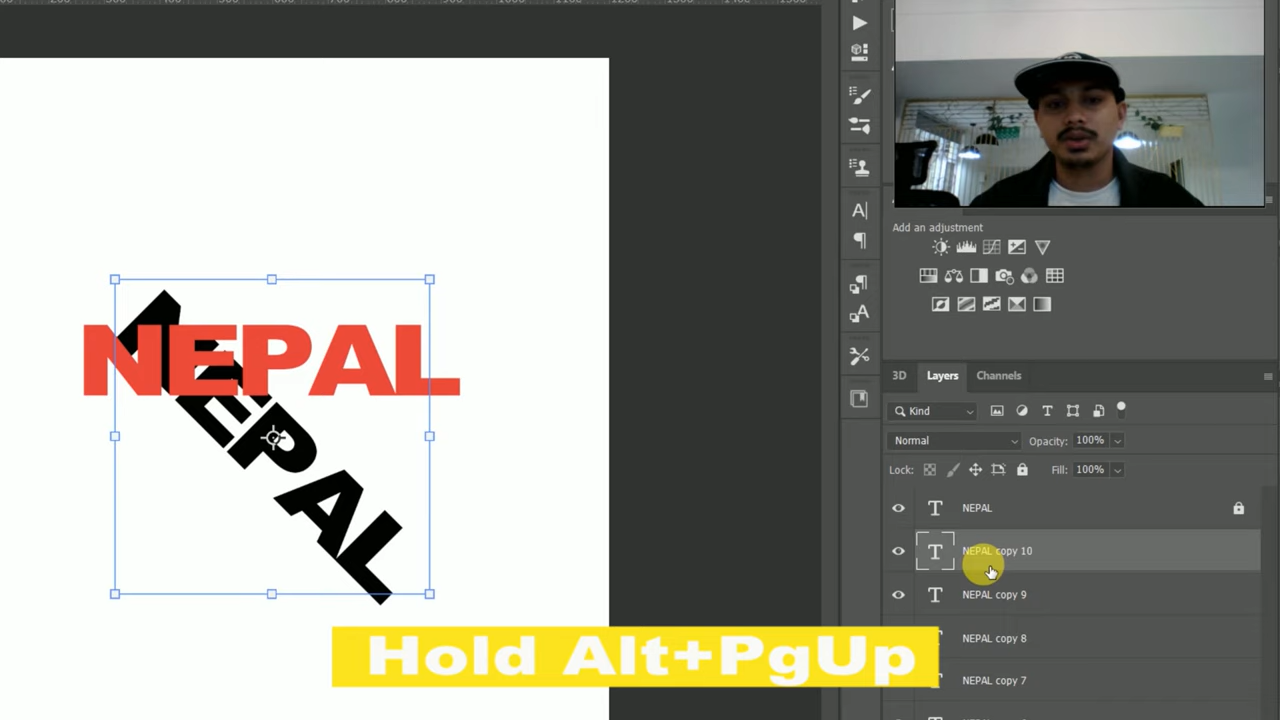 Add an adjustment
NEPAL
NEPAL
3D Layers Channels
Kind
Normal Opacity: 100%
Lock: Fill: 100%
NEPAL
NEPAL copy 10
NEPAL copy 9
NEPAL copy 8
NEPAL copy 7
Hold Alt+PgUp